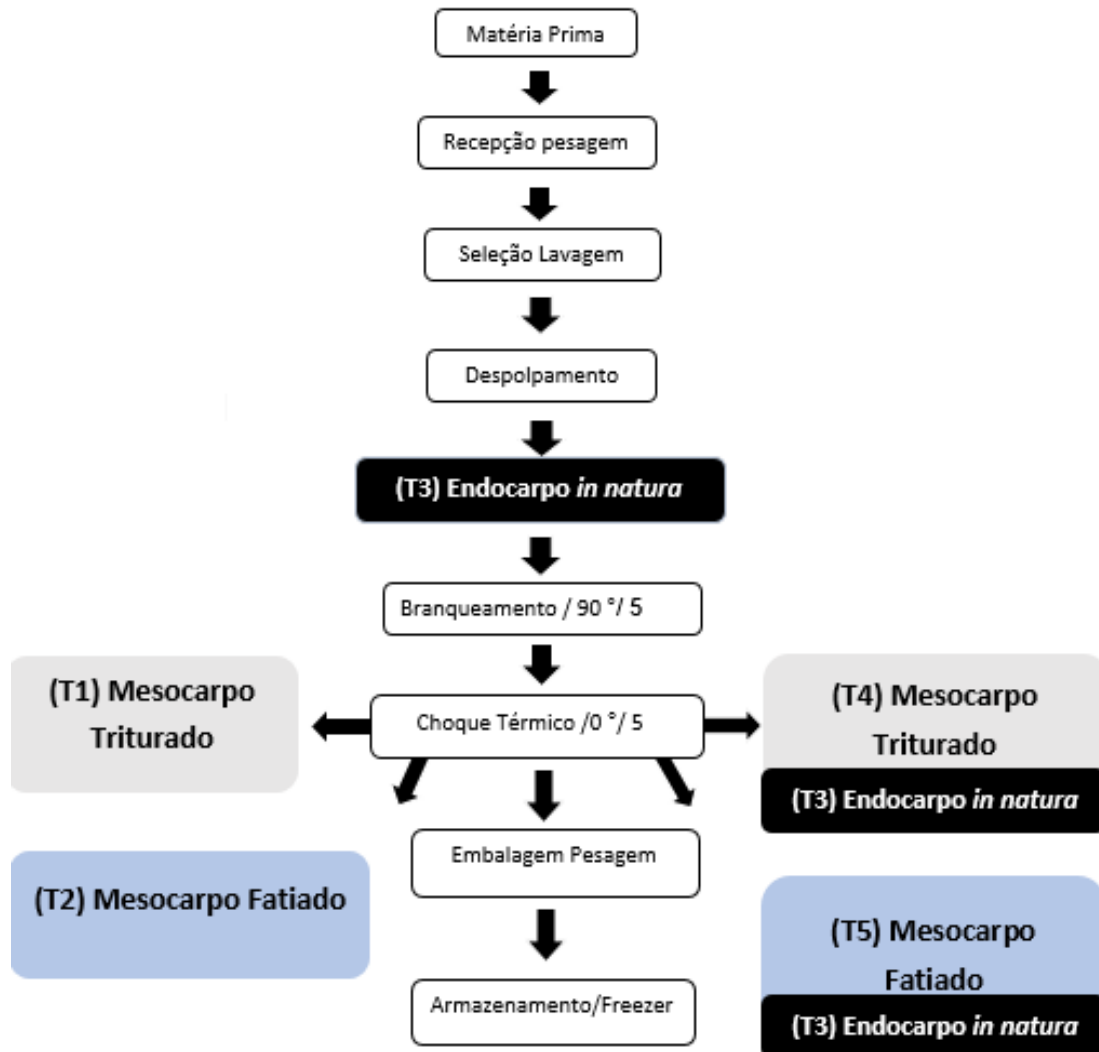 Matéria Prima
Recepção pesagem
Seleção Lavagem
Despolpamento
(T3) Endocarpo in natura
Branqueamento / 90 °/ 5
(T1) Mesocarpo
Triturado
Choque Térmico /0 °/ 5
(T4) Mesocarpo
Triturado
(T3) Endocarpo in natura
Embalagem Pesagem
(T2) Mesocarpo Fatiado
(T5) Mesocarpo
Fatiado
(T3) Endocarpo in natura
Armazenamento/Freezer